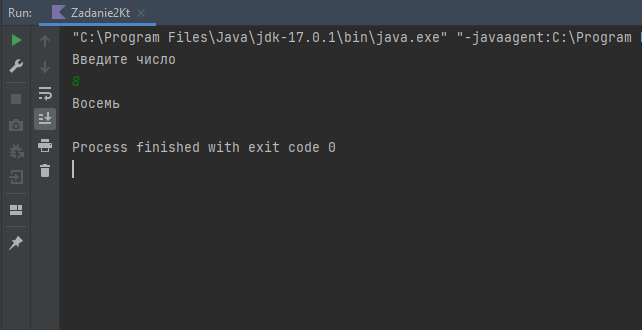 Run: Zadanie2Kt
"C:\Program Files\Java\jdk-17.0.1\bin\java.exe" "-javaagent:C:\Program
Введите число
8
Восемь
Process finished with exit code 0